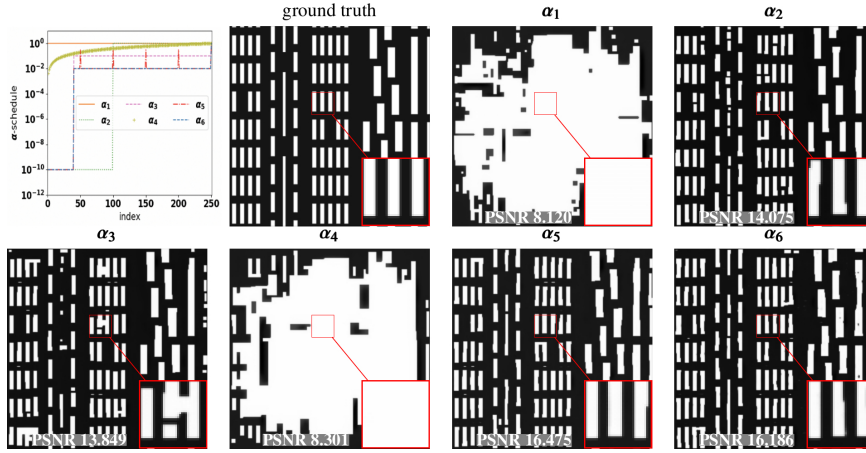 ground truth
α₁
α₂
10⁰
10⁻²
10⁻⁴
10⁻⁶
10⁻⁸
10⁻¹⁰
10⁻¹²
α-schedule
α₁ α₃ α₅
α₂ α₄ α₆
0 50 100 150 200 250
index
PSNR 8.120
PSNR 14.075
α₃
α₄
α₅
α₆
PSNR 13.849
PSNR 8.301
PSNR 16.475
PSNR 16.186